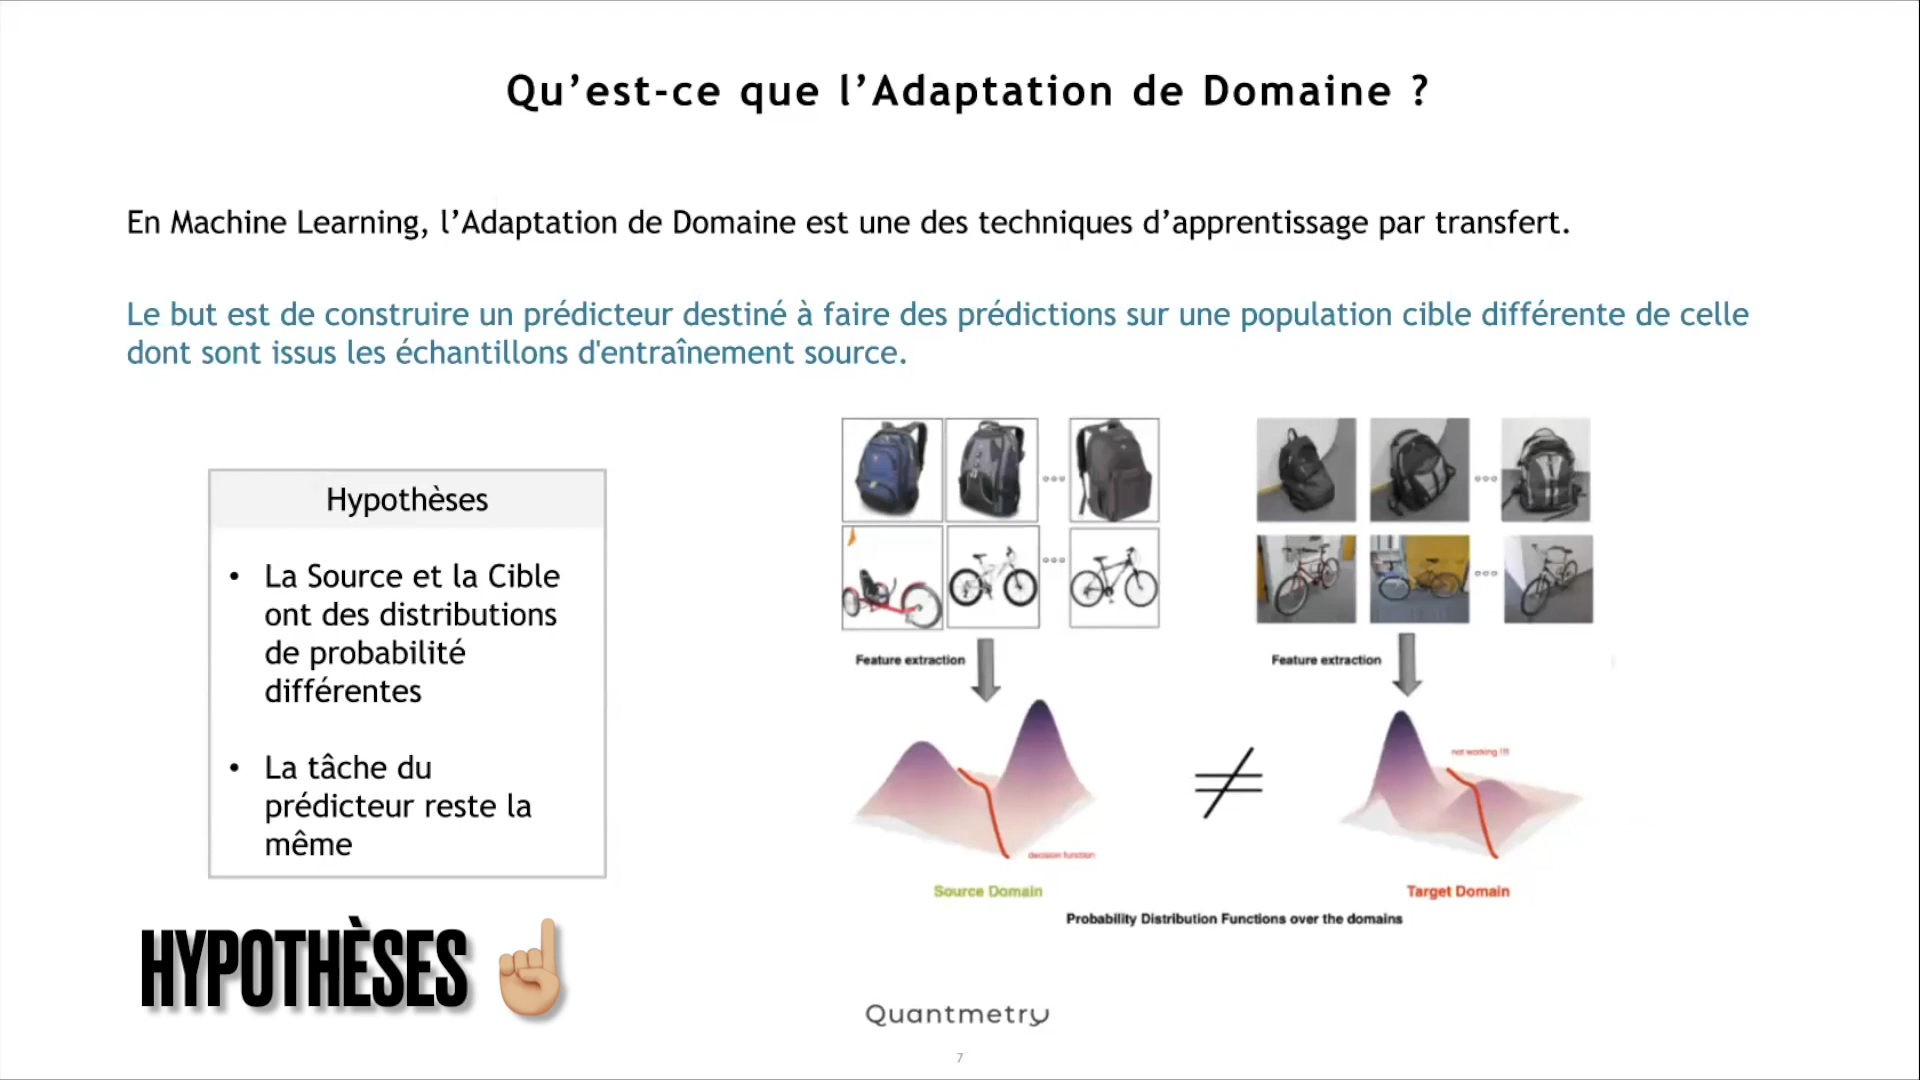 Qu’est-ce que l’Adaptation de Domaine ?
En Machine Learning, l’Adaptation de Domaine est une des techniques d’apprentissage par transfert.
Le but est de construire un prédicteur destiné à faire des prédictions sur une population cible différente de celle
dont sont issus les échantillons d'entraînement source.
Hypothèses
• La Source et la Cible
ont des distributions
de probabilité
différentes
• La tâche du
prédicteur reste la
même
HYPOTHÈSES
Feature extraction
Feature extraction
≠
not working !!!
decision function
Source Domain
Target Domain
Probability Distribution Functions over the domains
Quantmetry
7